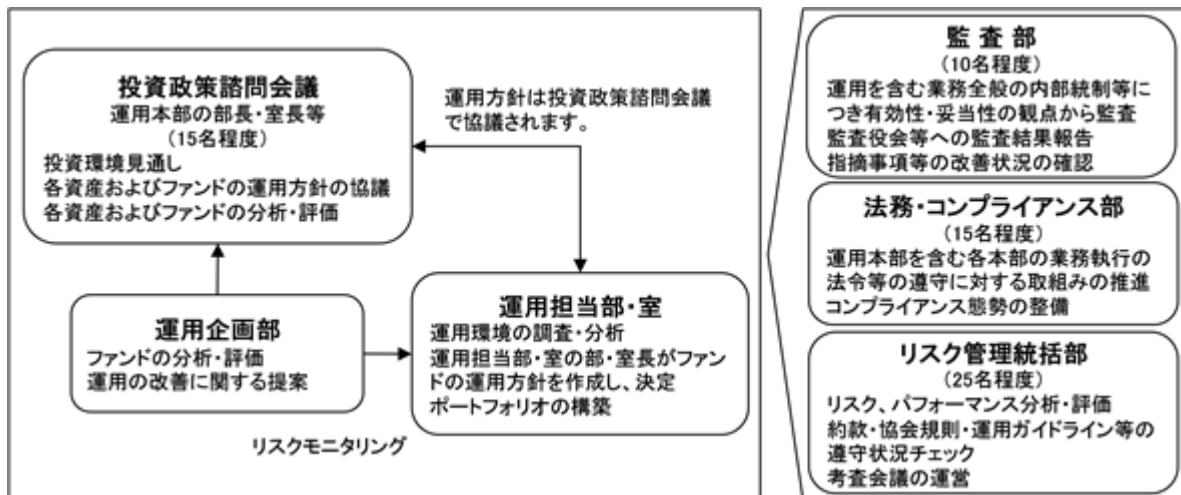 投資政策諮問会議
運用本部の部長・室長等
(15名程度)
投資環境見通し
各資産およびファンドの運用方針の協議
各資産およびファンドの分析・評価
運用方針は投資政策諮問会議
で協議されます。
運用企画部
ファンドの分析・評価
運用の改善に関する提案
運用担当部・室
運用環境の調査・分析
運用担当部・室の部・室長がファン
ドの運用方針を作成し、決定
ポートフォリオの構築
リスクモニタリング
監 査 部
(10名程度)
運用を含む業務全般の内部統制等に
つき有効性・妥当性の観点から監査
監査役会等への監査結果報告
指摘事項等の改善状況の確認
法務・コンプライアンス部
(15名程度)
運用本部を含む各本部の業務執行の
法令等の遵守に対する取組みの推進
コンプライアンス態勢の整備
リスク管理統括部
(25名程度)
リスク、パフォーマンス分析・評価
約款・協会規則・運用ガイドライン等の
遵守状況チェック
考査会議の運営